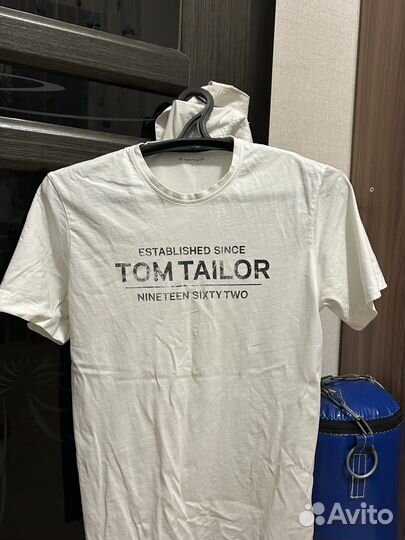 ESTABLISHED SINCE
TOM TAILOR
NINETEEN SIXTY TWO
Avito